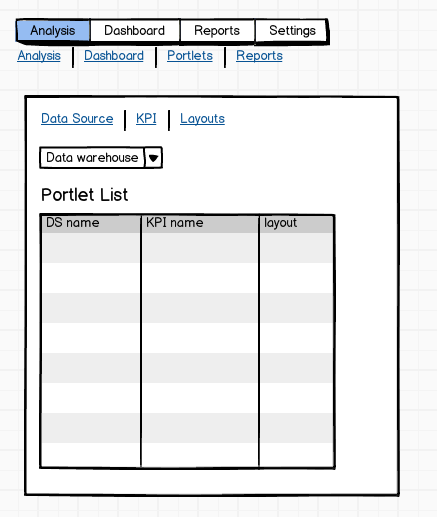 Analysis Dashboard Reports Settings
Analysis Dashboard Portlets Reports
Data Source KPI Layouts
Data warehouse
Portlet List
DS name KPI name layout